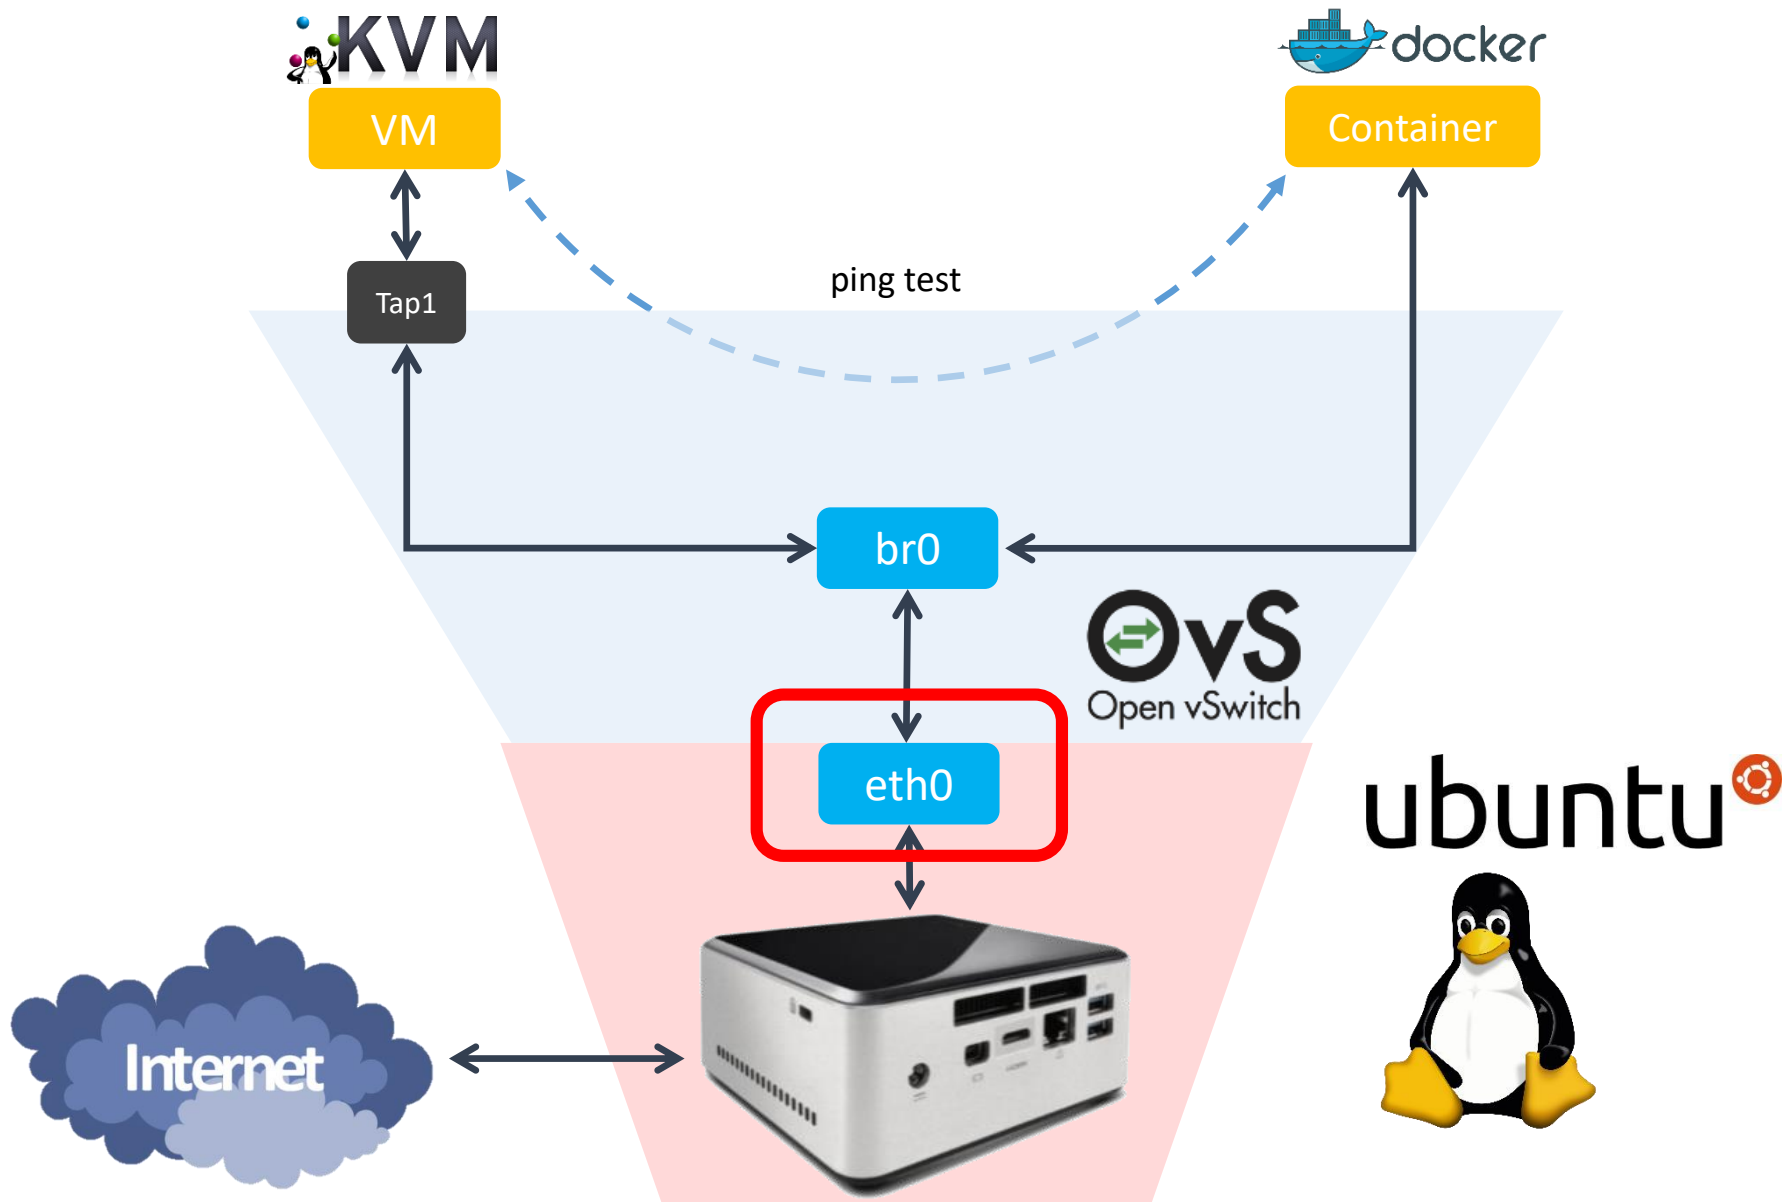 KVM
docker
VM
Container
ping test
Tap1
br0
OvS
Open vSwitch
eth0
ubuntu
Internet